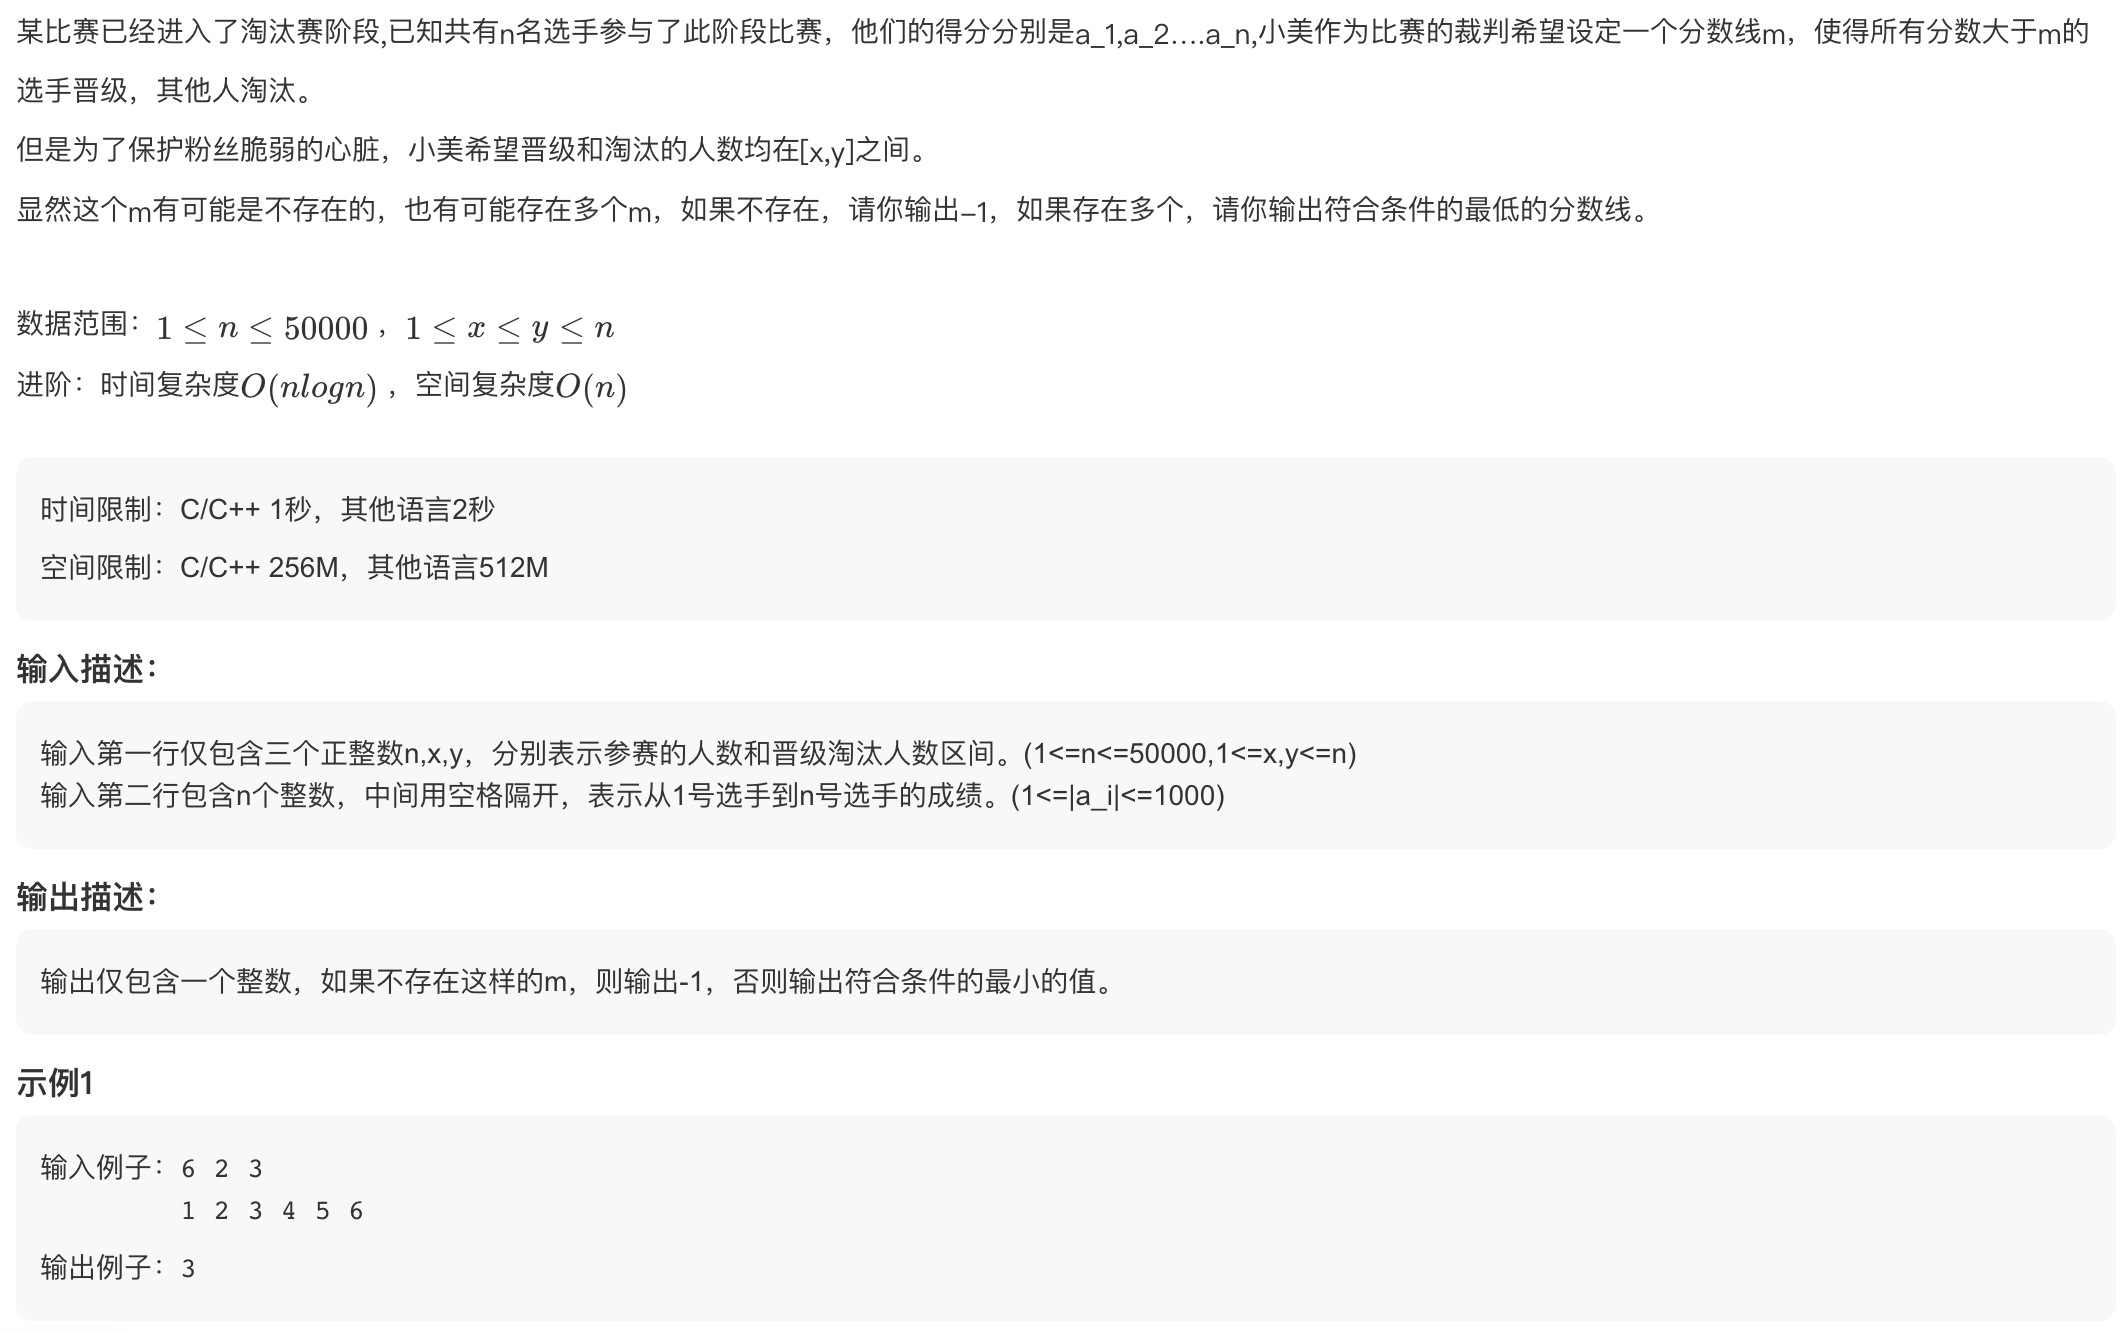 某比赛已经进入了淘汰赛阶段,已知共有n名选手参与了此阶段比赛，他们的得分分别是a_1,a_2….a_n,小美作为比赛的裁判希望设定一个分数线m，使得所有分数大于m的
选手晋级，其他人淘汰。
但是为了保护粉丝脆弱的心脏，小美希望晋级和淘汰的人数均在[x,y]之间。
显然这个m有可能是不存在的，也有可能存在多个m，如果不存在，请你输出–1，如果存在多个，请你输出符合条件的最低的分数线。
数据范围：1 ≤ n ≤ 50000 ，1 ≤ x ≤ y ≤ n
进阶：时间复杂度O(nlogn) ，空间复杂度O(n)
时间限制：C/C++ 1秒，其他语言2秒
空间限制：C/C++ 256M，其他语言512M
输入描述：
输入第一行仅包含三个正整数n,x,y，分别表示参赛的人数和晋级淘汰人数区间。(1<=n<=50000,1<=x,y<=n)
输入第二行包含n个整数，中间用空格隔开，表示从1号选手到n号选手的成绩。(1<=|a_i|<=1000)
输出描述：
输出仅包含一个整数，如果不存在这样的m，则输出-1，否则输出符合条件的最小的值。
示例1
输入例子：6 2 3
1 2 3 4 5 6
输出例子：3